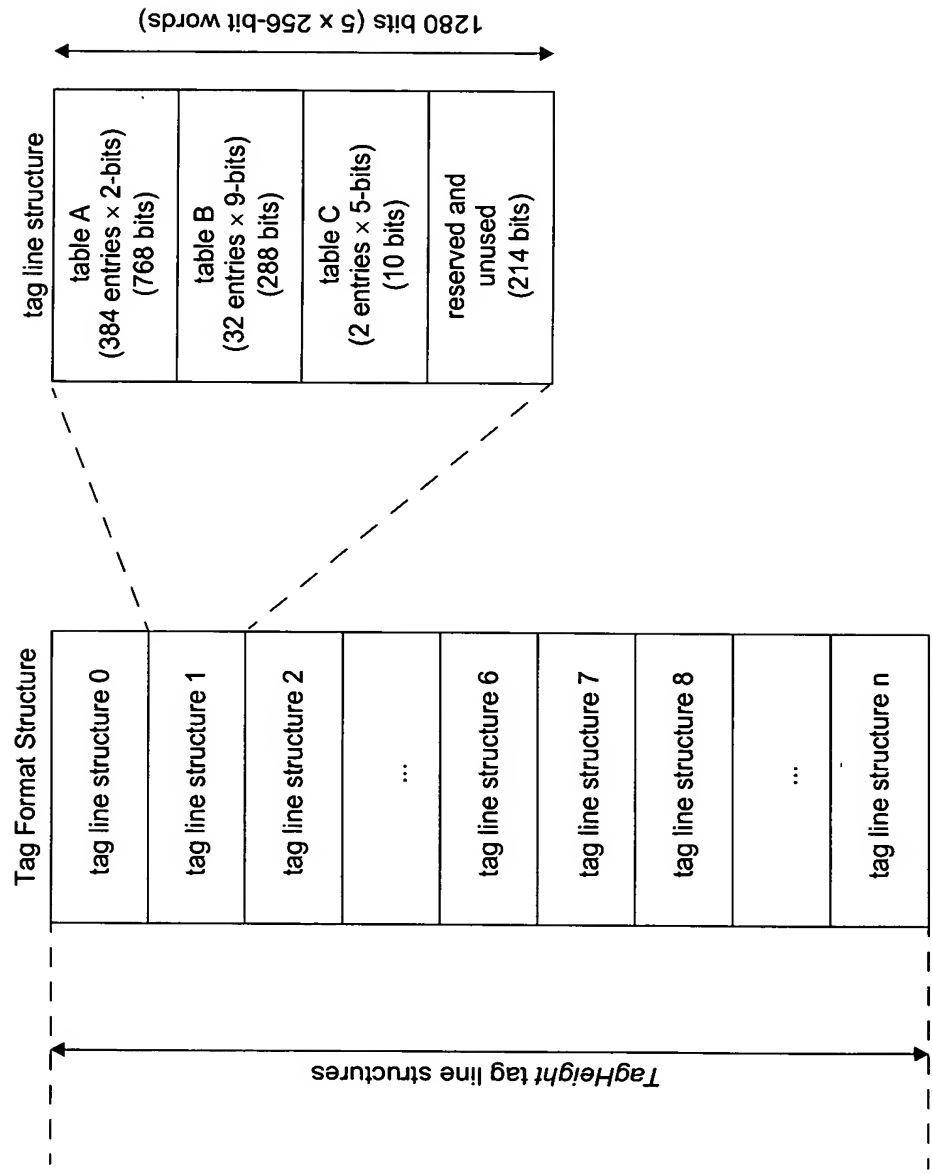 Tag Format Structure
tag line structure 0
tag line structure 1
tag line structure 2
...
tag line structure 6
tag line structure 7
tag line structure 8
...
tag line structure n
TagHeight tag line structures
tag line structure
table A
(384 entries × 2-bits)
(768 bits)
table B
(32 entries × 9-bits)
(288 bits)
table C
(2 entries × 5-bits)
(10 bits)
reserved and
unused
(214 bits)
1280 bits (5 x 256-bit words)